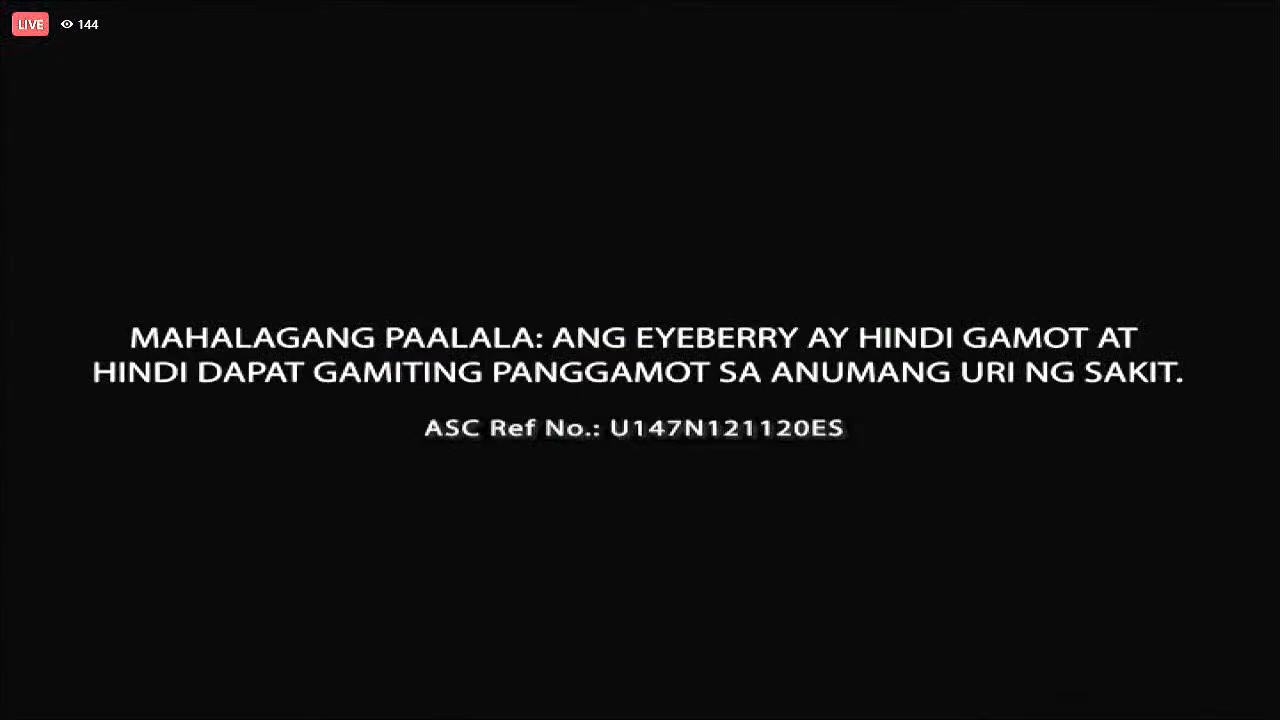 LIVE 144
MAHALAGANG PAALALA: ANG EYEBERRY AY HINDI GAMOT AT
HINDI DAPAT GAMITING PANGGAMOT SA ANUMANG URI NG SAKIT.
ASC Ref No.: U147N121120ES